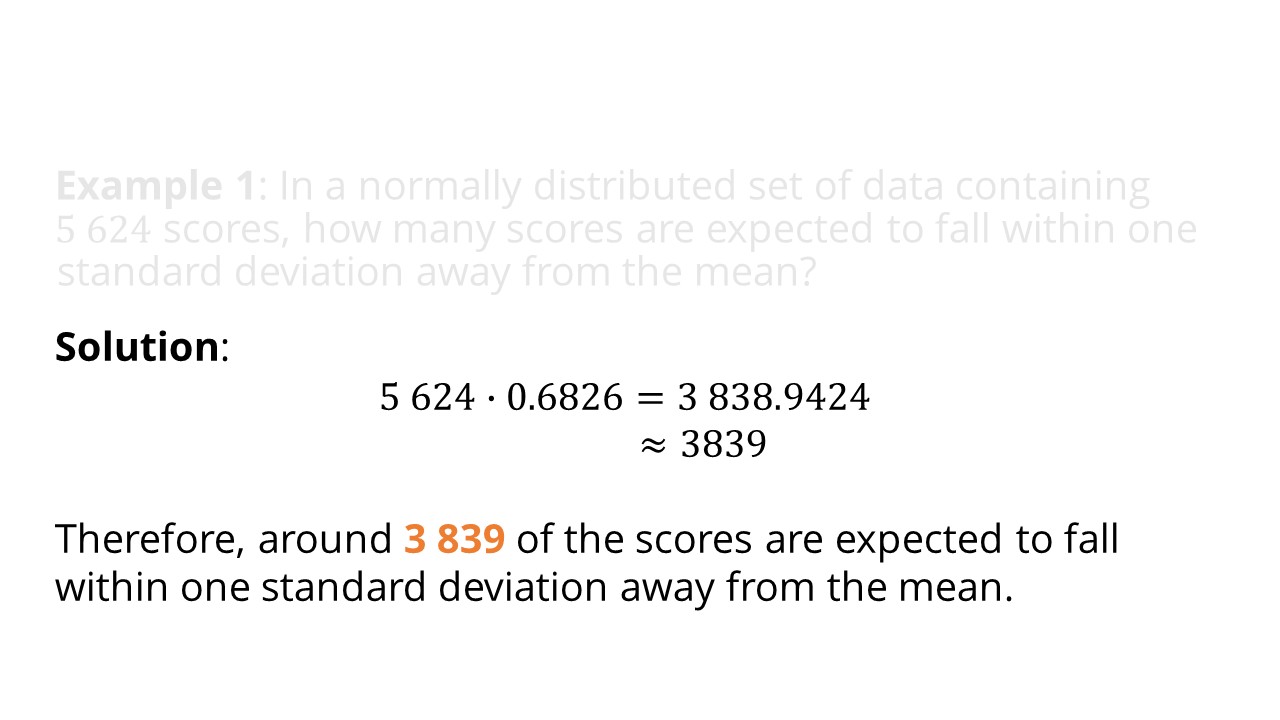 Example 1: In a normally distributed set of data containing
5 624 scores, how many scores are expected to fall within one
standard deviation away from the mean?
Solution:
5 624 · 0.6826 = 3 838.9424
≈ 3839
Therefore, around 3 839 of the scores are expected to fall
within one standard deviation away from the mean.